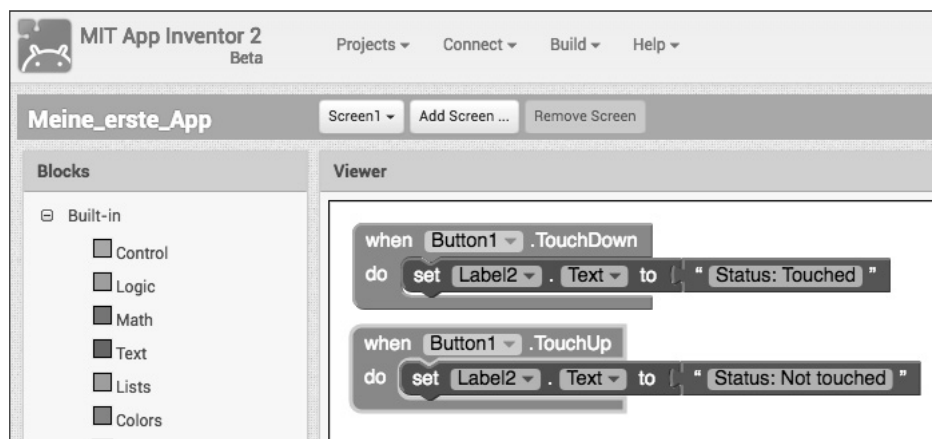 MIT App Inventor 2
Beta
Projects Connect Build Help
Meine_erste_App
Screen1 Add Screen ... Remove Screen
Blocks
Viewer
Built-in
Control
Logic
Math
Text
Lists
Colors
when Button1 .TouchDown
do set Label2 . Text to " Status: Touched "
when Button1 .TouchUp
do set Label2 . Text to " Status: Not touched "